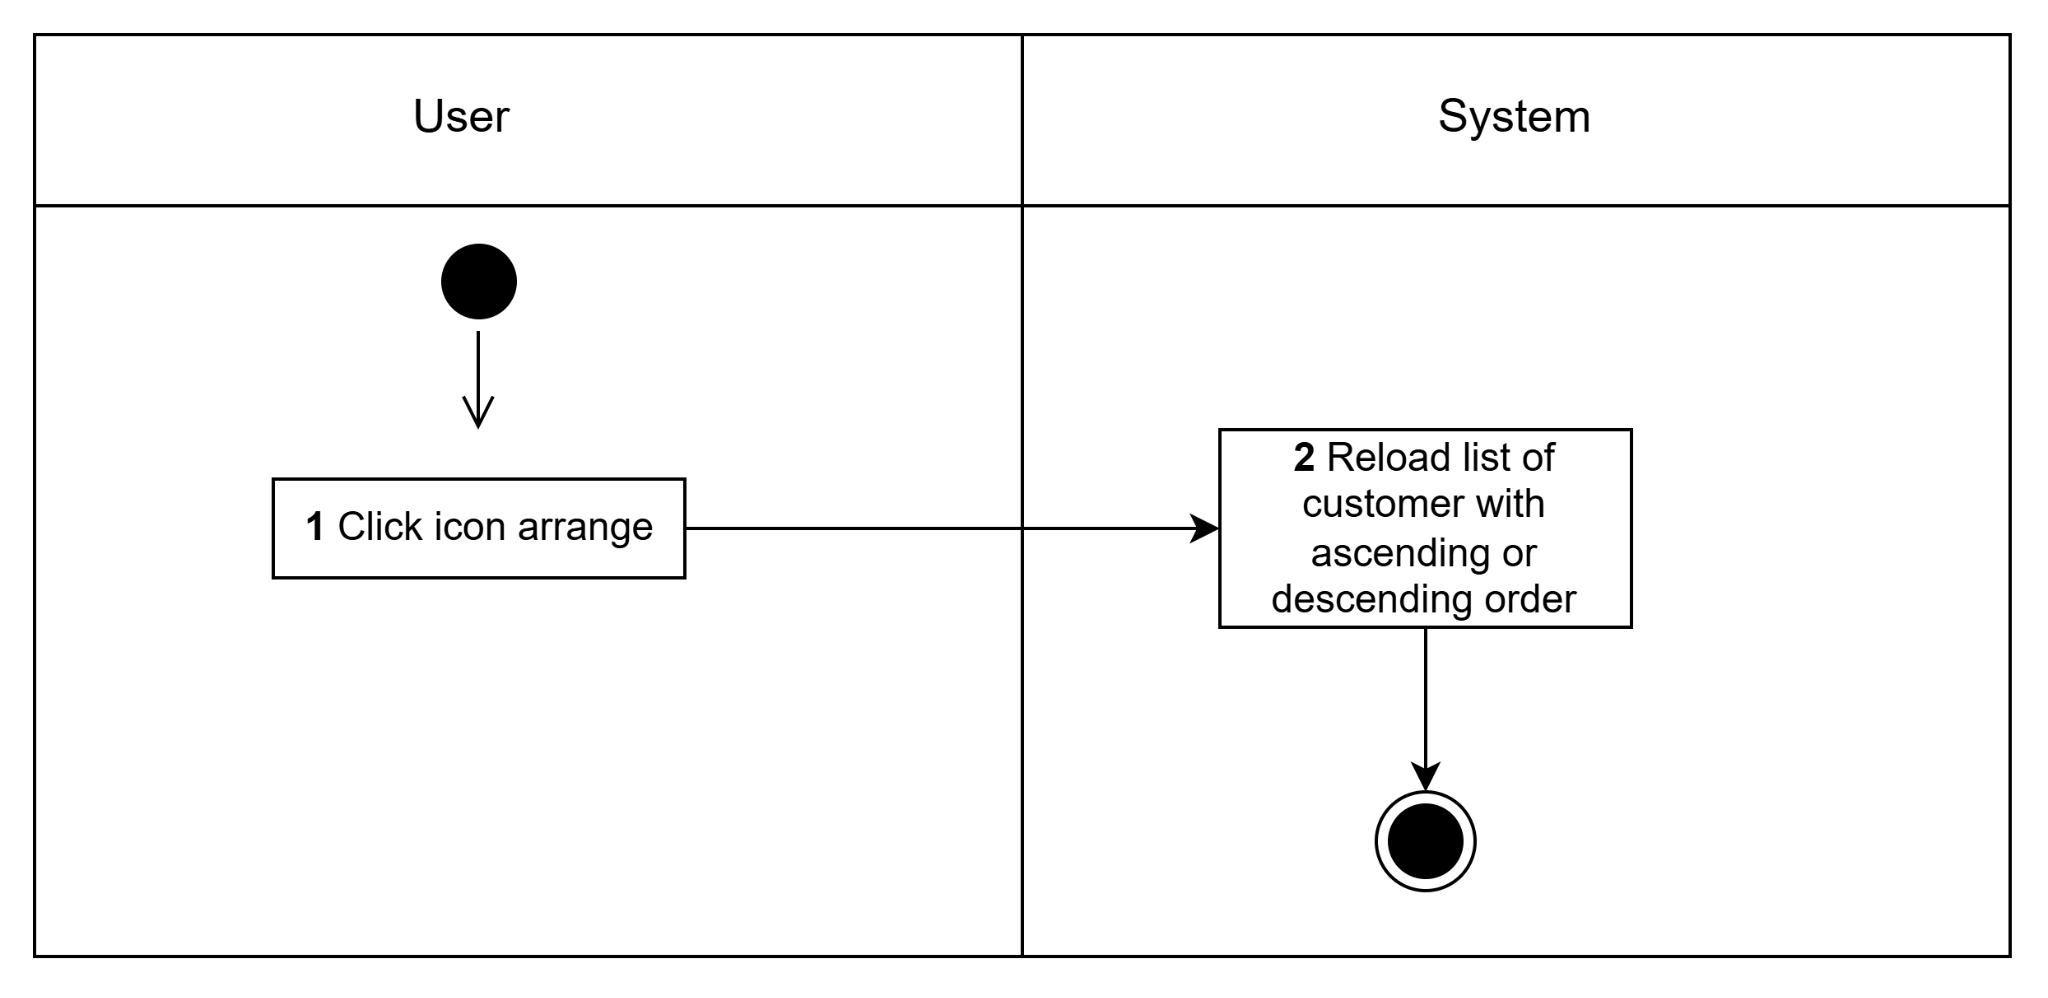 User
System
1 Click icon arrange
2 Reload list of
customer with
ascending or
descending order